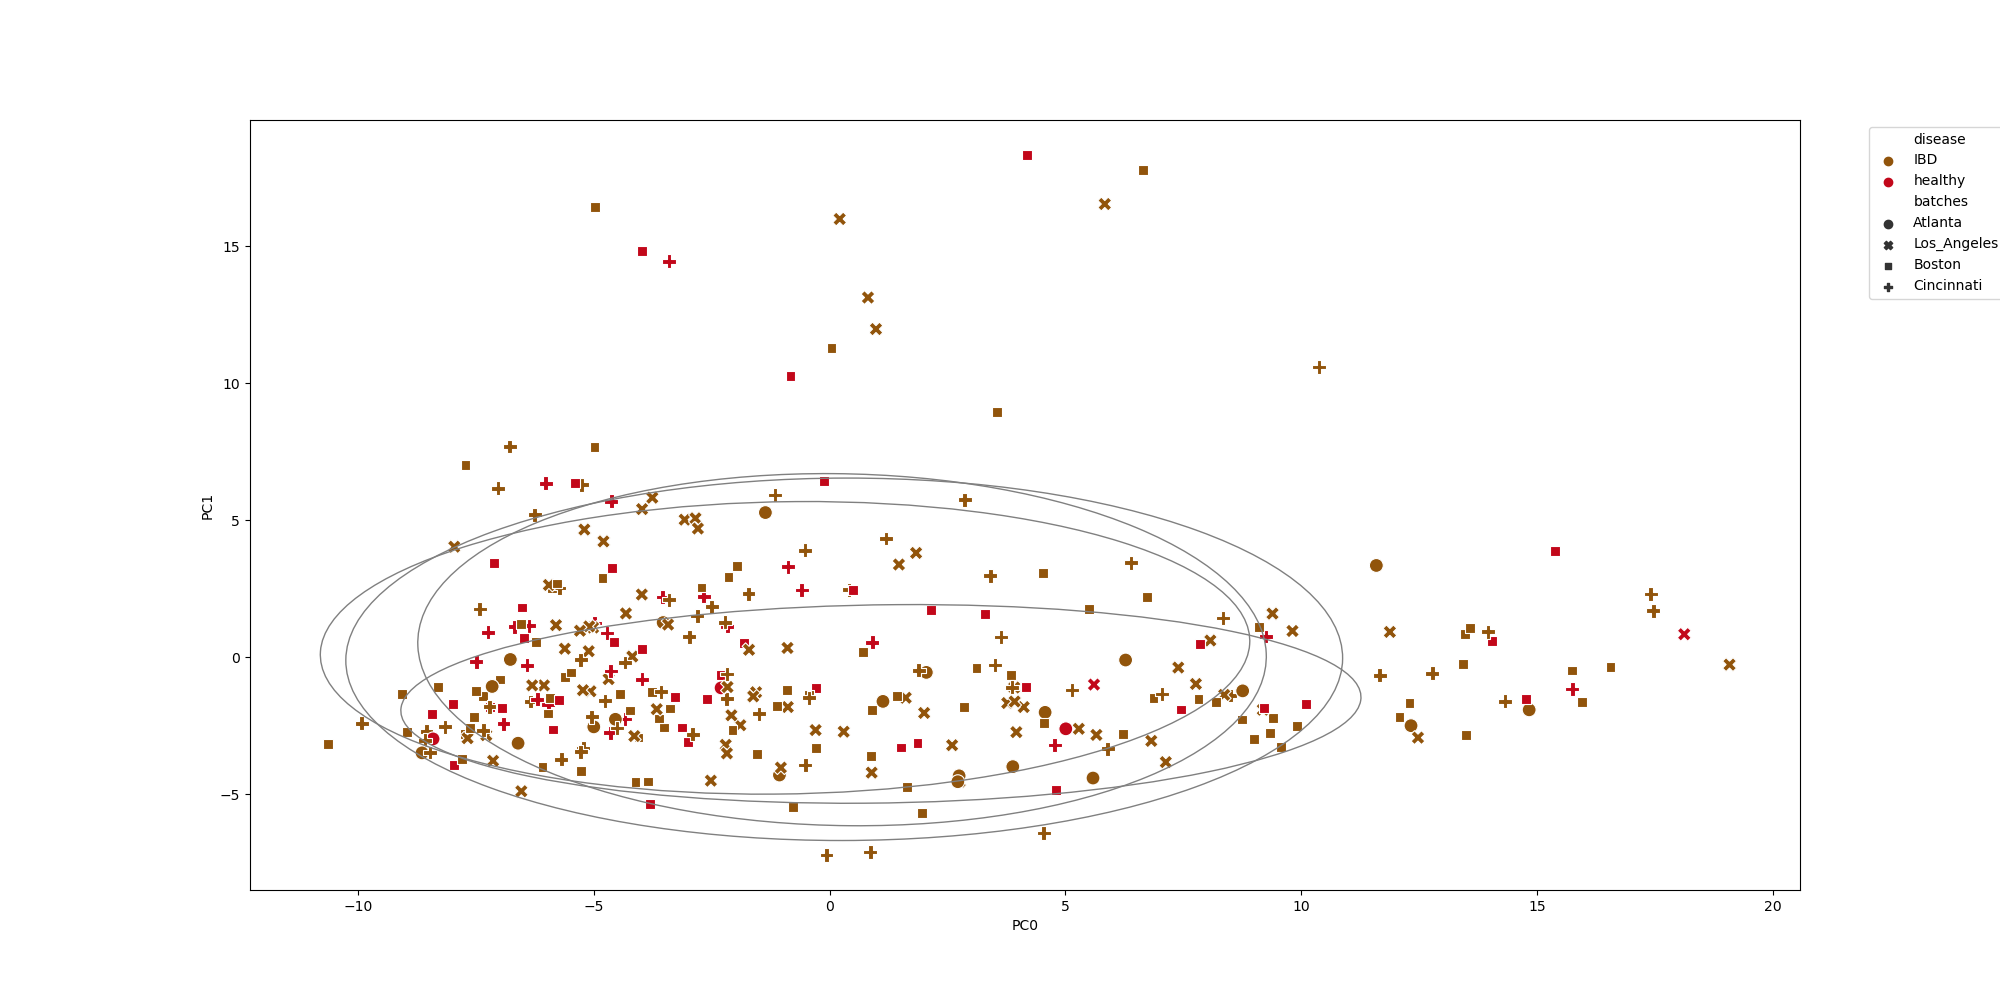 disease
IBD
healthy
batches
Atlanta
Los_Angeles
Boston
Cincinnati
15
10
5
0
−5
PC1
−10
−5
0
5
10
15
20
PC0